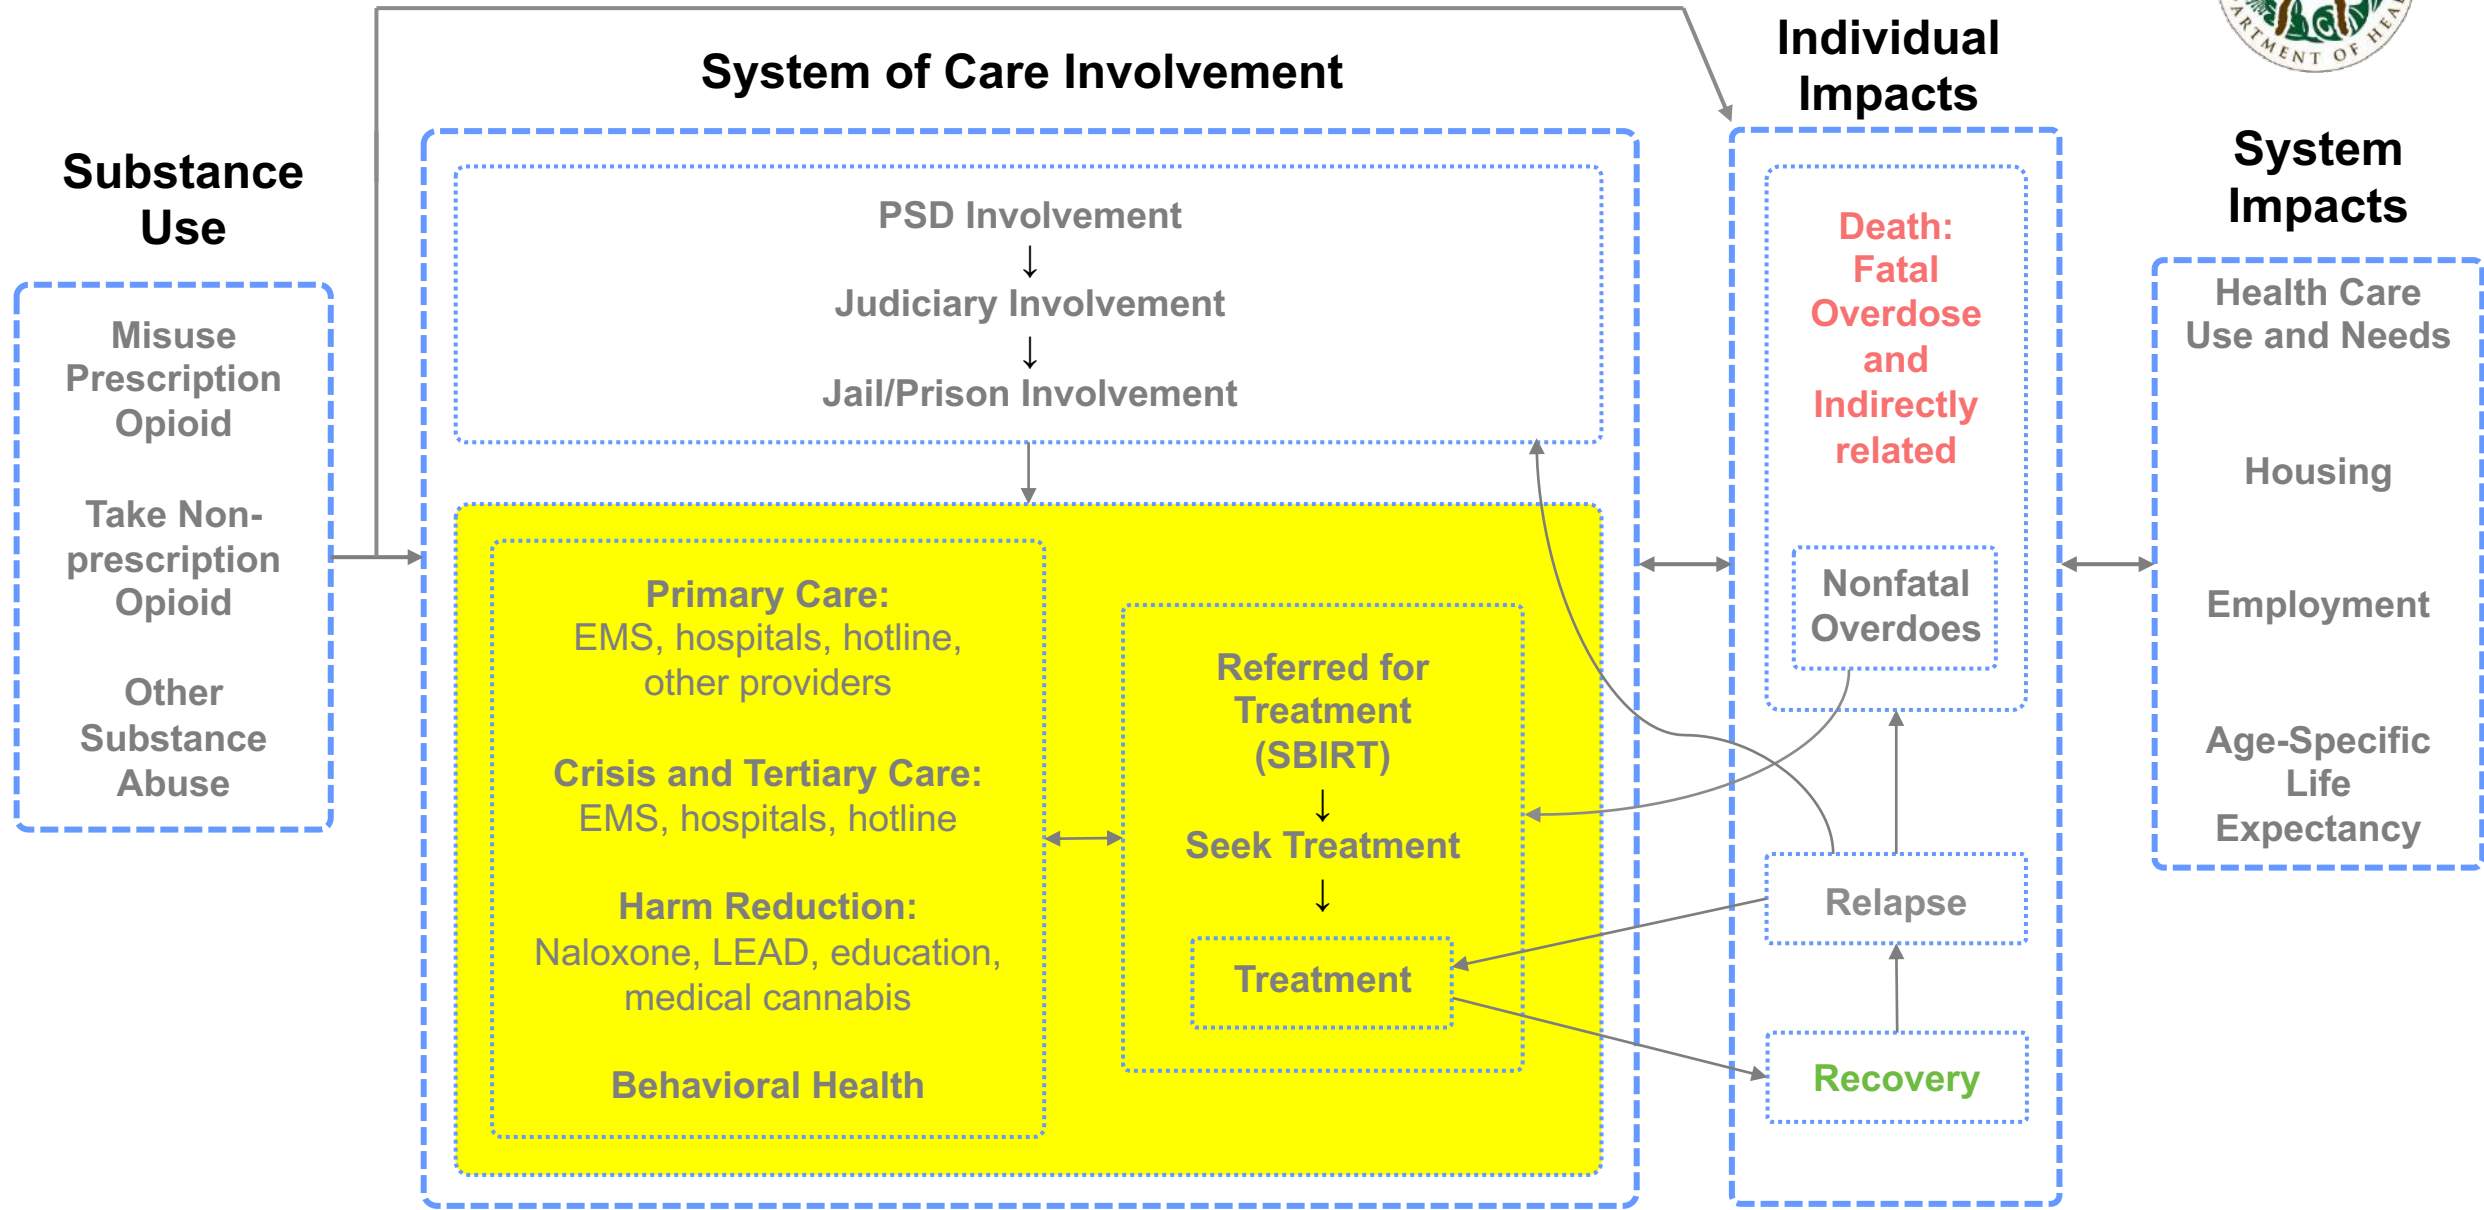 System of Care Involvement
Individual
Impacts
System
Impacts
Substance
Use
Misuse
Prescription
Opioid
Take Non-
prescription
Opioid
Other
Substance
Abuse
PSD Involvement
↓
Judiciary Involvement
↓
Jail/Prison Involvement
Primary Care:
EMS, hospitals, hotline,
other providers
Crisis and Tertiary Care:
EMS, hospitals, hotline
Harm Reduction:
Naloxone, LEAD, education,
medical cannabis
Behavioral Health
Referred for
Treatment
(SBIRT)
↓
Seek Treatment
↓
Treatment
Death:
Fatal
Overdose
and
Indirectly
related
Nonfatal
Overdoes
Relapse
Recovery
Health Care
Use and Needs
Housing
Employment
Age-Specific
Life
Expectancy
OF